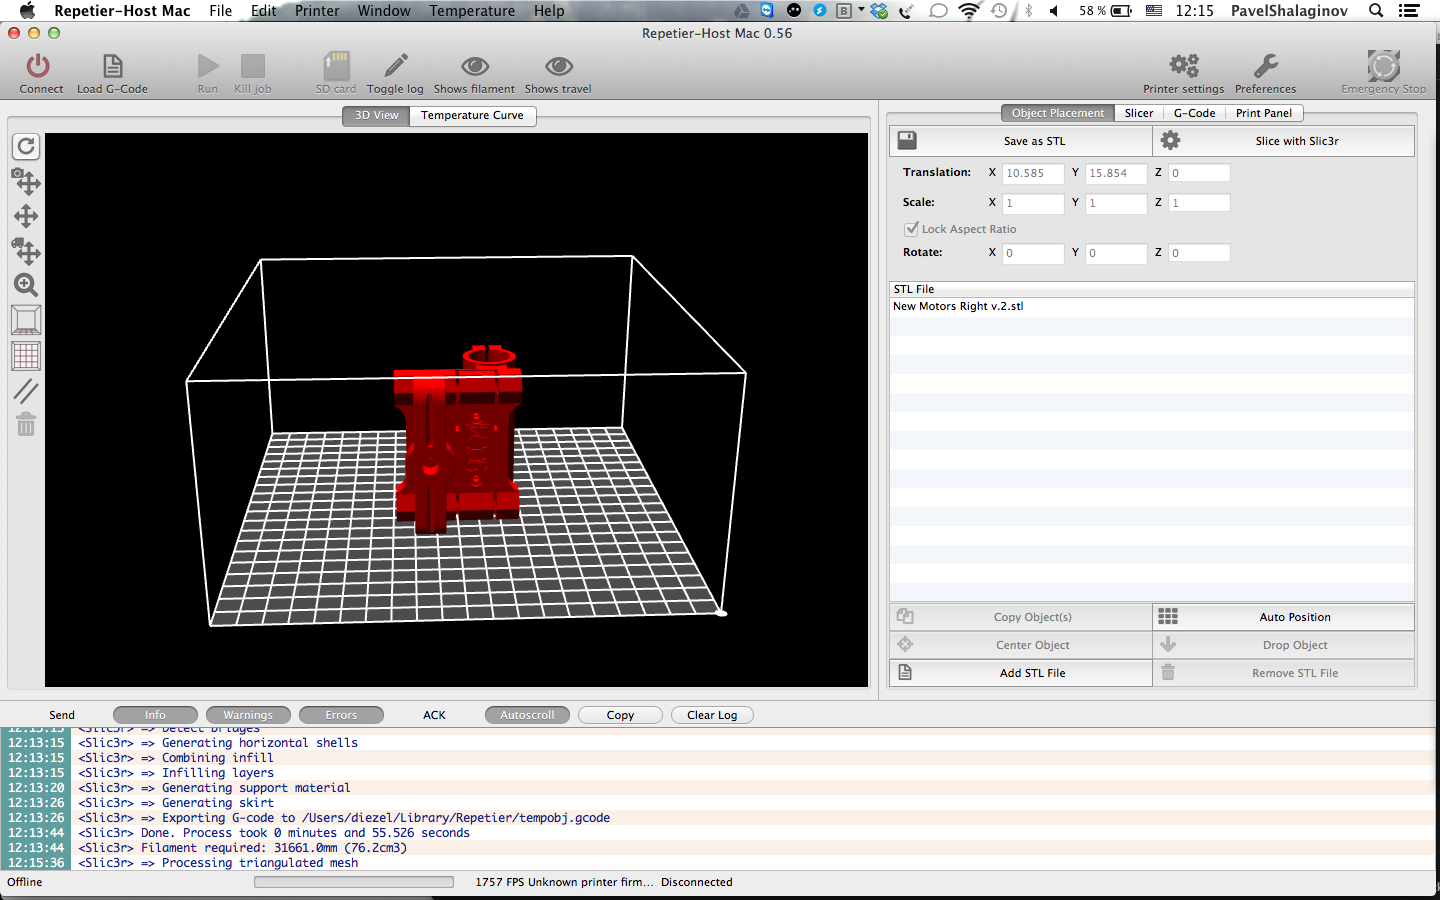 Repetier-Host Mac File Edit Printer Window Temperature Help 58 % 12:15 PavelShalaginov
Repetier-Host Mac 0.56
Connect Load G-Code Run Kill job SD card Toggle log Shows filament Shows travel Printer settings Preferences Emergency Stop
3D View Temperature Curve
Object Placement Slicer G-Code Print Panel
Save as STL Slice with Slic3r
Translation: X 10.585 Y 15.854 Z 0
Scale: X 1 Y 1 Z 1
Lock Aspect Ratio
Rotate: X 0 Y 0 Z 0
STL File
New Motors Right v.2.stl
Copy Object(s) Auto Position
Center Object Drop Object
Add STL File Remove STL File
Send Info Warnings Errors ACK Autoscroll Copy Clear Log
12:13:15 <Slic3r> => Detect bridges
12:13:15 <Slic3r> => Generating horizontal shells
12:13:15 <Slic3r> => Combining infill
12:13:15 <Slic3r> => Infilling layers
12:13:20 <Slic3r> => Generating support material
12:13:26 <Slic3r> => Generating skirt
12:13:26 <Slic3r> => Exporting G-code to /Users/diezel/Library/Repetier/tempobj.gcode
12:13:44 <Slic3r> Done. Process took 0 minutes and 55.526 seconds
12:13:44 <Slic3r> Filament required: 31661.0mm (76.2cm3)
12:15:36 <Slic3r> => Processing triangulated mesh
Offline 1757 FPS Unknown printer firm... Disconnected